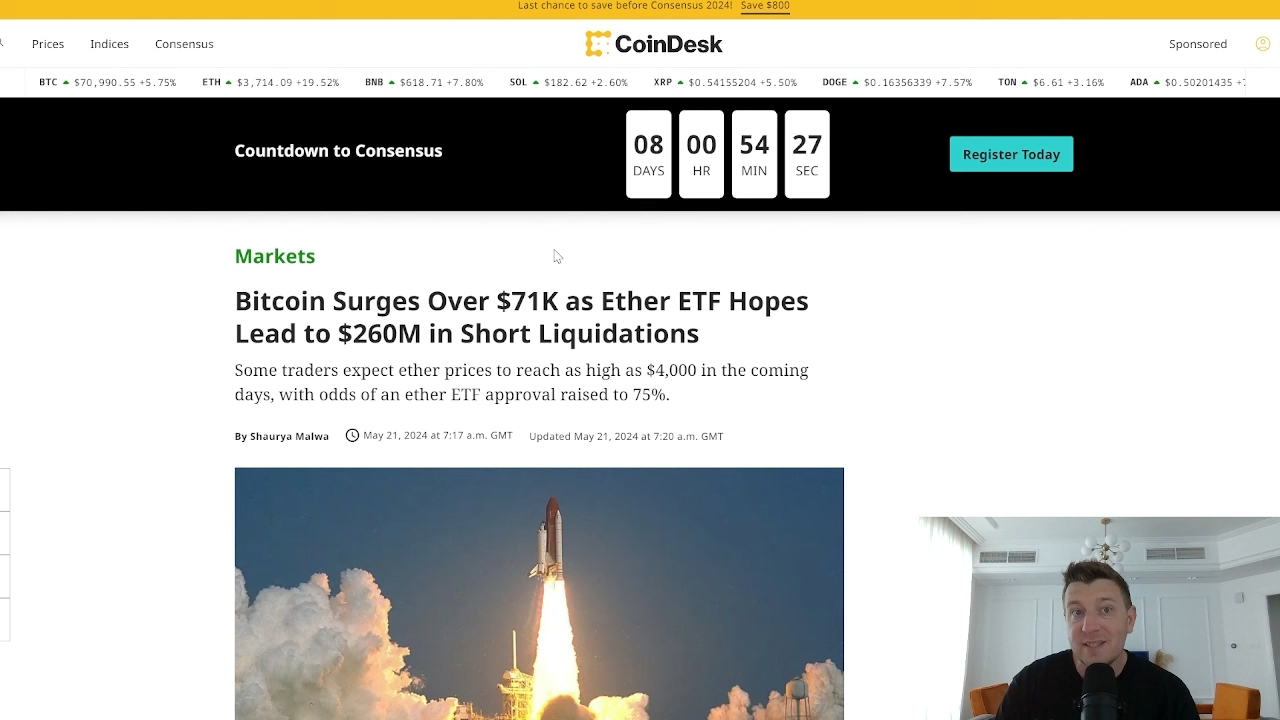 Last chance to save before Consensus 2024! Save $800
Prices Indices Consensus CoinDesk Sponsored
BTC $70,990.55 +5.75% ETH $3,714.09 +19.52% BNB $618.71 +7.80% SOL $182.62 +2.60% XRP $0.54155204 +5.50% DOGE $0.16356339 +7.57% TON $6.61 +3.16% ADA $0.50201435
Countdown to Consensus
08 00 54 27
DAYS HR MIN SEC
Register Today
Markets
Bitcoin Surges Over $71K as Ether ETF Hopes
Lead to $260M in Short Liquidations
Some traders expect ether prices to reach as high as $4,000 in the coming
days, with odds of an ether ETF approval raised to 75%.
By Shaurya Malwa May 21, 2024 at 7:17 a.m. GMT Updated May 21, 2024 at 7:20 a.m. GMT